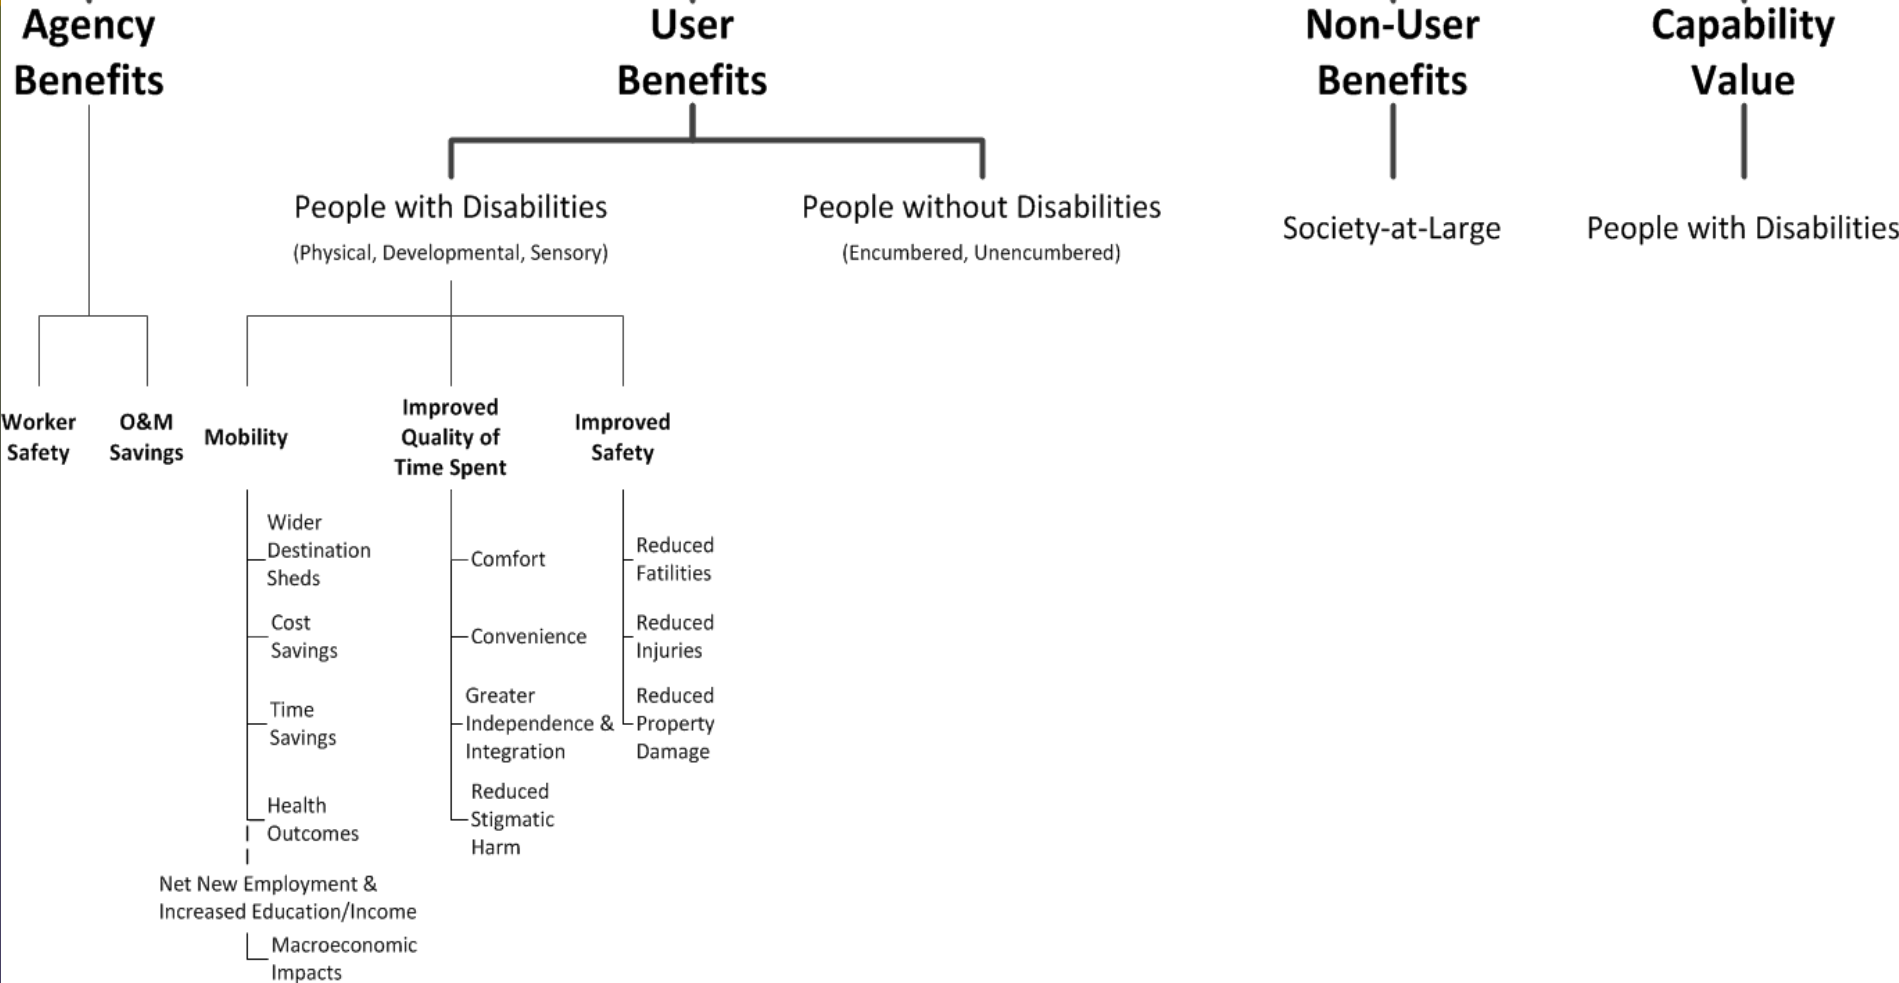 Agency
Benefits
User
Benefits
Non-User
Benefits
Capability
Value
People with Disabilities
(Physical, Developmental, Sensory)
People without Disabilities
(Encumbered, Unencumbered)
Society-at-Large
People with Disabilities
Worker
Safety
O&M
Savings
Mobility
Improved
Quality of
Time Spent
Improved
Safety
Wider
Destination
Sheds
Cost
Savings
Time
Savings
Health
Outcomes
Net New Employment &
Increased Education/Income
Macroeconomic
Impacts
Comfort
Convenience
Greater
Independence &
Integration
Reduced
Stigmatic
Harm
Reduced
Fatilities
Reduced
Injuries
Reduced
Property
Damage